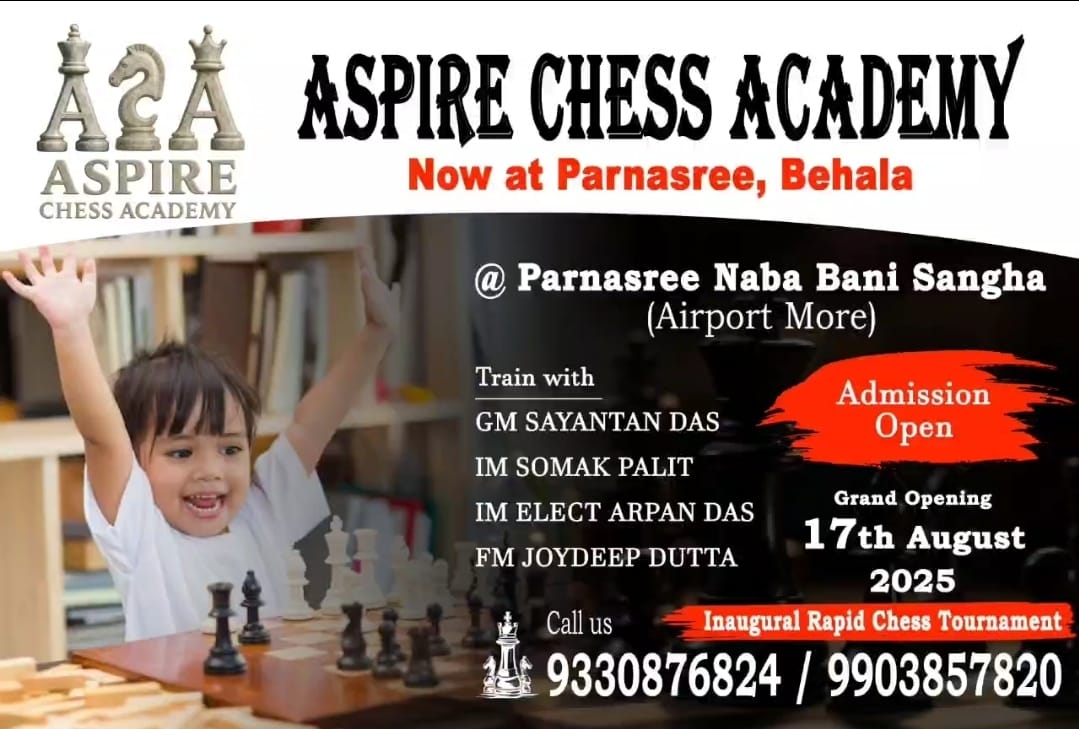 ASA
ASPIRE
CHESS ACADEMY
ASPIRE CHESS ACADEMY
Now at Parnasree, Behala
@ Parnasree Naba Bani Sangha
(Airport More)
Train with
GM SAYANTAN DAS
IM SOMAK PALIT
IM ELECT ARPAN DAS
FM JOYDEEP DUTTA
Admission
Open
Grand Opening
17th August
2025
Inaugural Rapid Chess Tournament
Call us
9330876824 / 9903857820